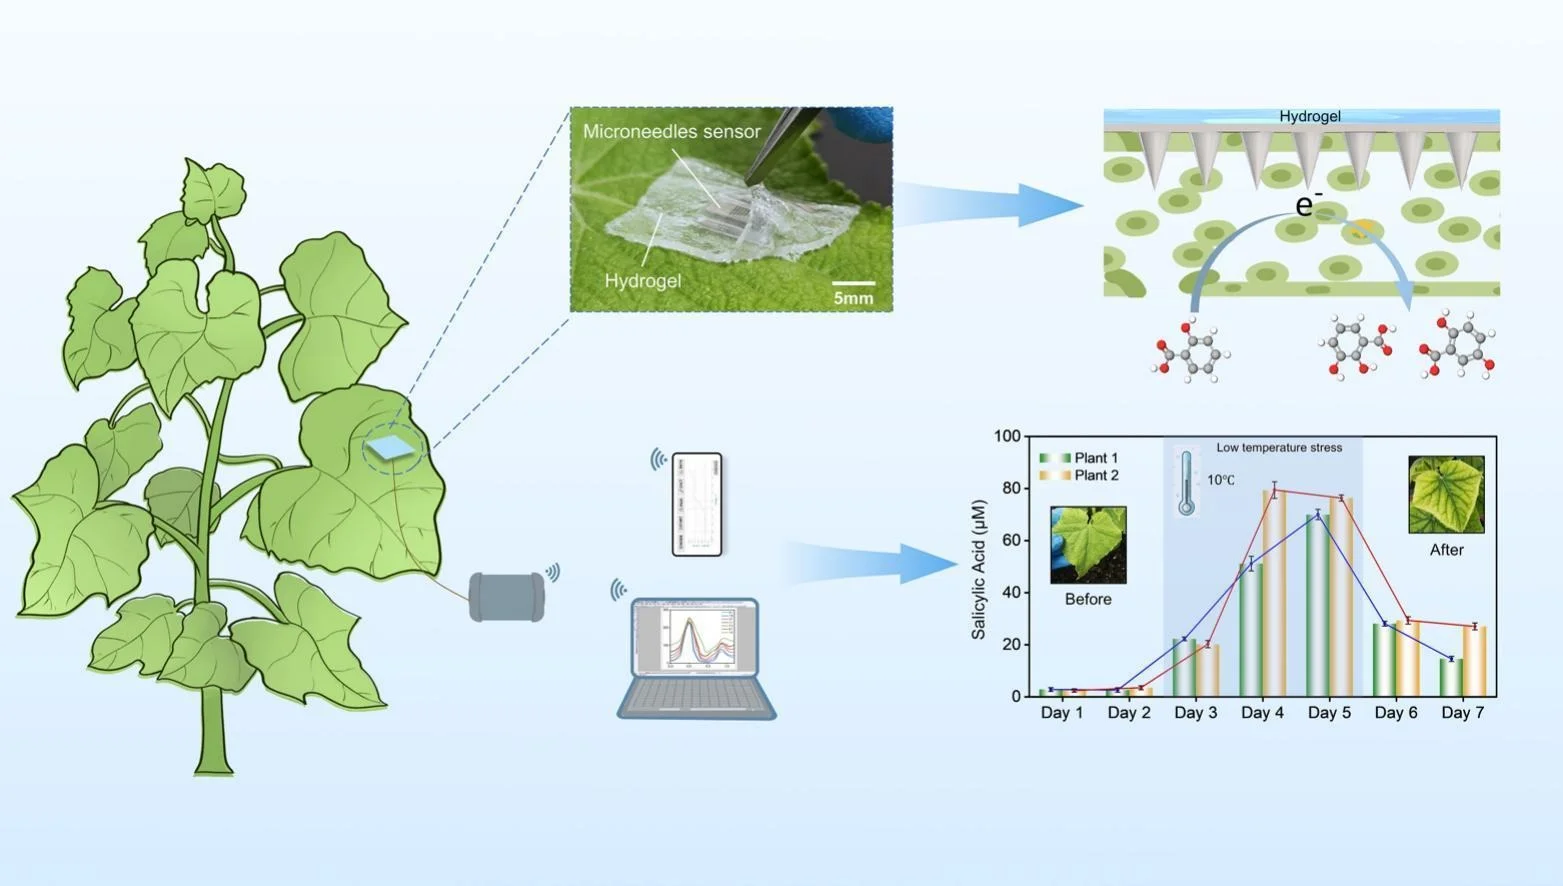 Microneedles sensor
Hydrogel
5mm
Hydrogel
e-
Salicylic Acid (μM)
100
80
60
40
20
0
Plant 1
Plant 2
Low temperature stress
10℃
Before
After
Day 1 Day 2 Day 3 Day 4 Day 5 Day 6 Day 7